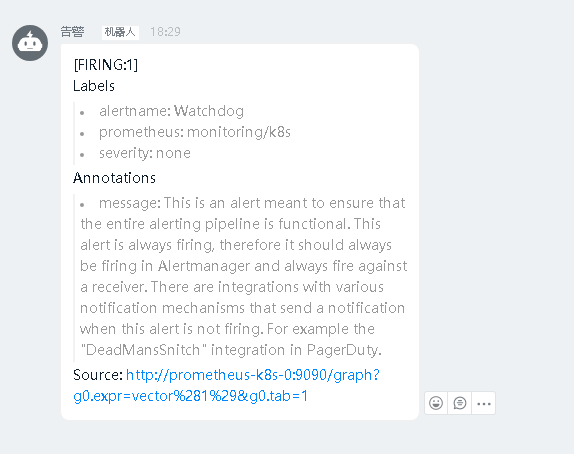 告警 机器人 18:29
[FIRING:1]
Labels
• alertname: Watchdog
• prometheus: monitoring/k8s
• severity: none
Annotations
• message: This is an alert meant to ensure that
the entire alerting pipeline is functional. This
alert is always firing, therefore it should always
be firing in Alertmanager and always fire against
a receiver. There are integrations with various
notification mechanisms that send a notification
when this alert is not firing. For example the
"DeadMansSnitch" integration in PagerDuty.
Source: http://prometheus-k8s-0:9090/graph?
g0.expr=vector%281%29&g0.tab=1